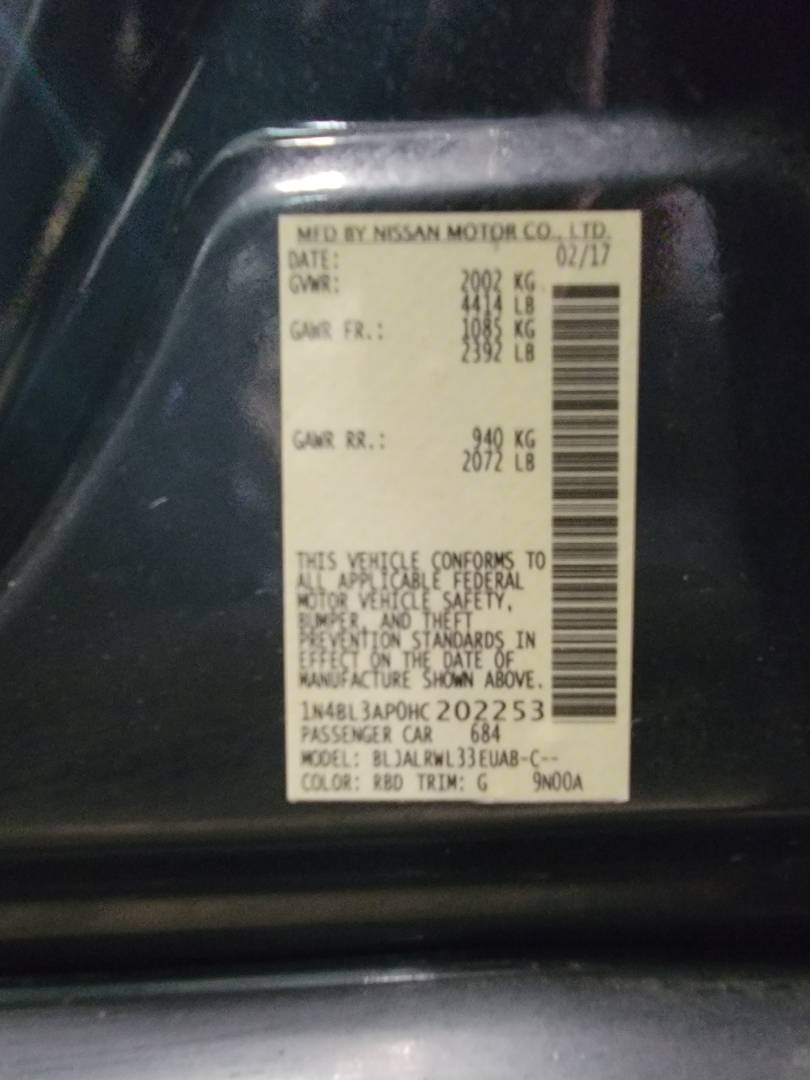 MFD BY NISSAN MOTOR CO., LTD.
DATE: 02/17
GVWR: 2002 KG
4414 LB
GAWR FR.: 1085 KG
2392 LB
GAWR RR.: 940 KG
2072 LB
THIS VEHICLE CONFORMS TO
ALL APPLICABLE FEDERAL
MOTOR VEHICLE SAFETY,
BUMPER, AND THEFT
PREVENTION STANDARDS IN
EFFECT ON THE DATE OF
MANUFACTURE SHOWN ABOVE.
1N4BL3AP0HC202253
PASSENGER CAR 684
MODEL: BLJALRWL33EUAB-C--
COLOR: RBD TRIM: G 9N00A